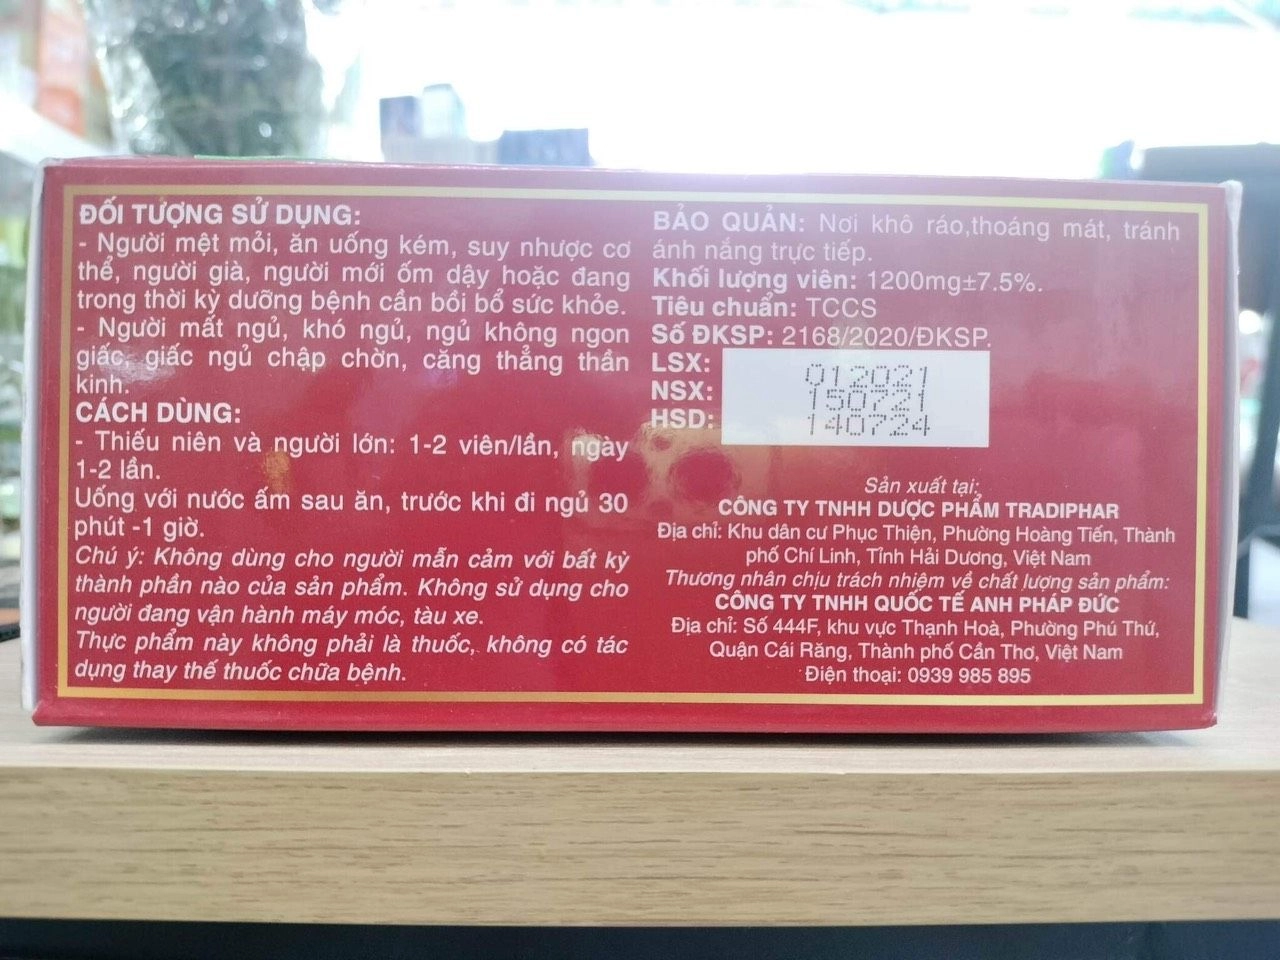 ĐỐI TƯỢNG SỬ DỤNG:
- Người mệt mỏi, ăn uống kém, suy nhược cơ
thể, người già, người mới ốm dậy hoặc đang
trong thời kỳ dưỡng bệnh cần bồi bổ sức khỏe.
- Người mất ngủ, khó ngủ, ngủ không ngon
giấc, giấc ngủ chập chờn, căng thẳng thần
kinh.
CÁCH DÙNG:
- Thiếu niên và người lớn: 1-2 viên/lần, ngày
1-2 lần.
Uống với nước ấm sau ăn, trước khi đi ngủ 30
phút -1 giờ.
Chú ý: Không dùng cho người mẫn cảm với bất kỳ
thành phần nào của sản phẩm. Không sử dụng cho
người đang vận hành máy móc, tàu xe.
Thực phẩm này không phải là thuốc, không có tác
dụng thay thế thuốc chữa bệnh.
BẢO QUẢN: Nơi khô ráo,thoáng mát, tránh
ánh nắng trực tiếp.
Khối lượng viên: 1200mg±7.5%.
Tiêu chuẩn: TCCS
Số ĐKSP: 2168/2020/ĐKSP.
LSX: 012021
NSX: 150721
HSD: 140724
Sản xuất tại:
CÔNG TY TNHH DƯỢC PHẨM TRADIPHAR
Địa chỉ: Khu dân cư Phục Thiện, Phường Hoàng Tiến, Thành
phố Chí Linh, Tỉnh Hải Dương, Việt Nam
Thương nhân chịu trách nhiệm về chất lượng sản phẩm:
CÔNG TY TNHH QUỐC TẾ ANH PHÁP ĐỨC
Địa chỉ: Số 444F, khu vực Thạnh Hoà, Phường Phú Thứ,
Quận Cái Răng, Thành phố Cần Thơ, Việt Nam
Điện thoại: 0939 985 895